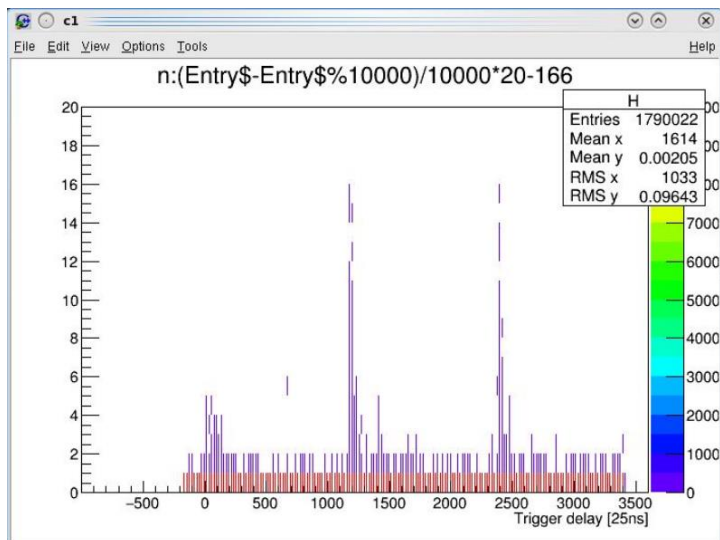 c1
File Edit View Options Tools Help
n:(Entry$-Entry$%10000)/10000*20-166
H
Entries 1790022
Mean x 1614
Mean y 0.00205
RMS x 1033
RMS y 0.09643
20
18
16
14
12
10
8
6
4
2
0
−500 0 500 1000 1500 2000 2500 3000 3500
Trigger delay [25ns]
7000
6000
5000
4000
3000
2000
1000
0